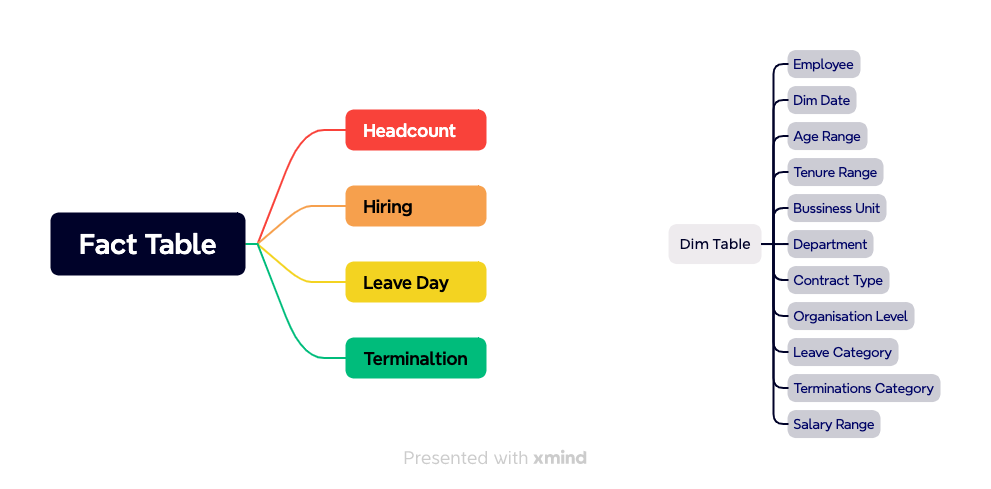 Fact Table
Headcount
Hiring
Leave Day
Terminaltion
Dim Table
Employee
Dim Date
Age Range
Tenure Range
Bussiness Unit
Department
Contract Type
Organisation Level
Leave Category
Terminations Category
Salary Range
Presented with xmind